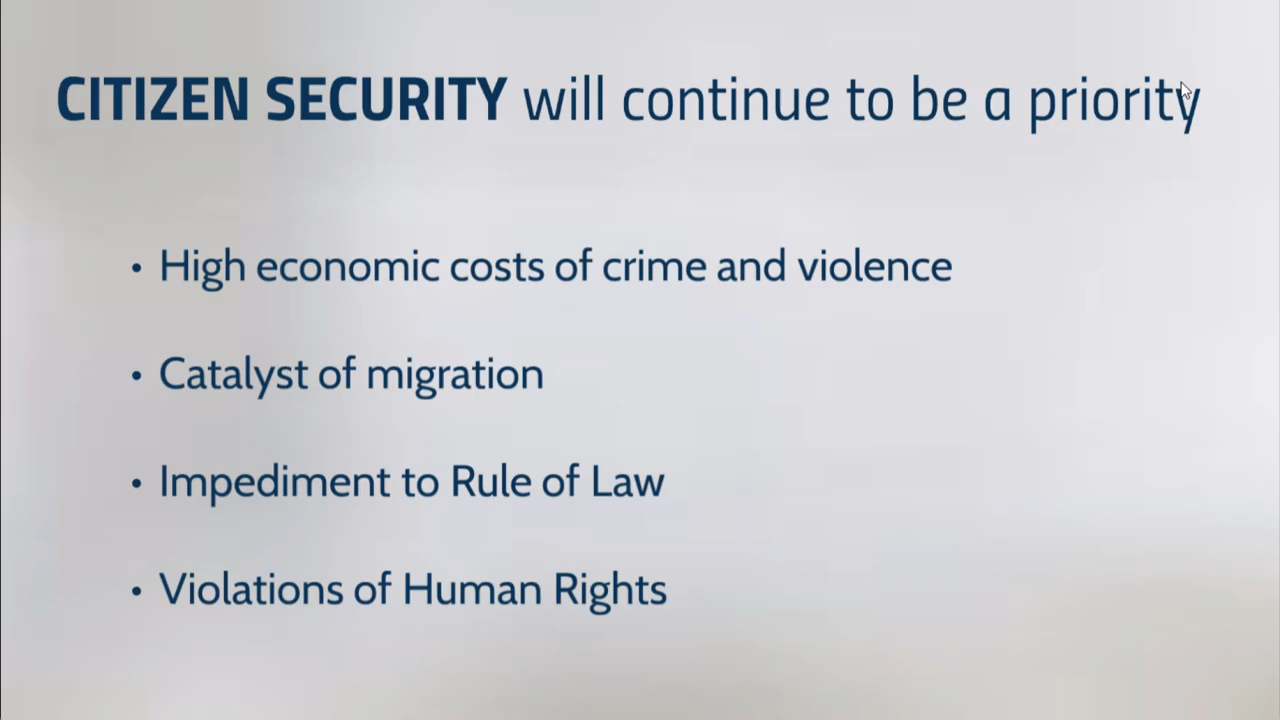 CITIZEN SECURITY will continue to be a priority
• High economic costs of crime and violence
• Catalyst of migration
• Impediment to Rule of Law
• Violations of Human Rights